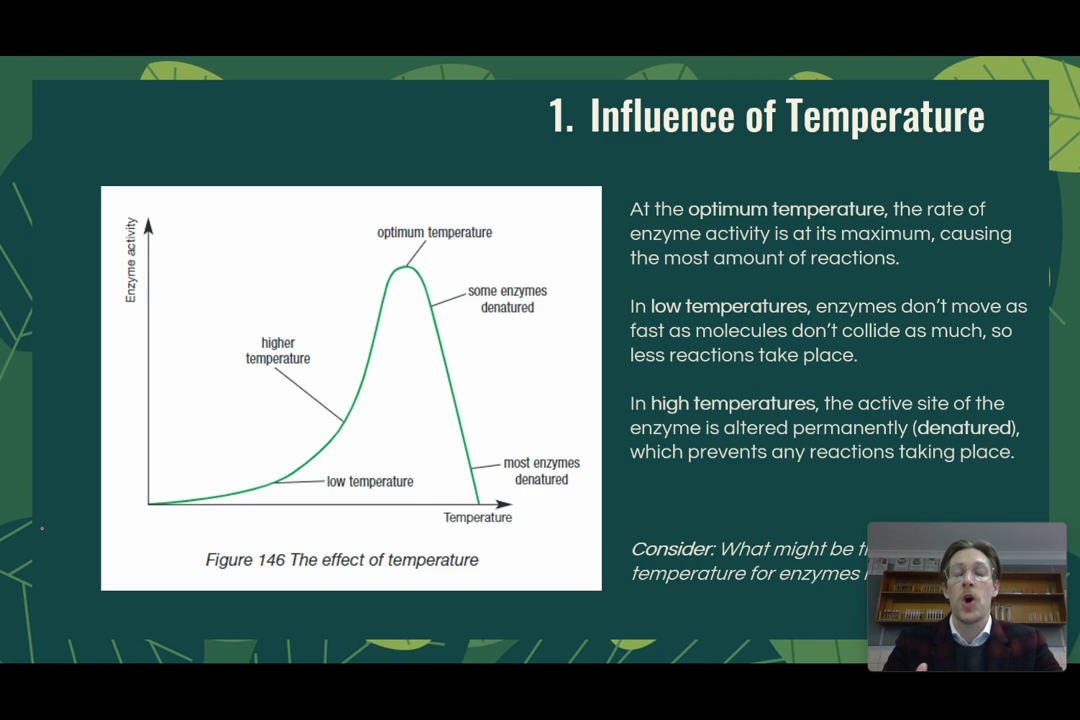 1. Influence of Temperature
Enzyme activity
optimum temperature
some enzymes
denatured
higher
temperature
low temperature
most enzymes
denatured
Temperature
Figure 146 The effect of temperature
At the optimum temperature, the rate of
enzyme activity is at its maximum, causing
the most amount of reactions.
In low temperatures, enzymes don't move as
fast as molecules don't collide as much, so
less reactions take place.
In high temperatures, the active site of the
enzyme is altered permanently (denatured),
which prevents any reactions taking place.
Consider: What might be
temperature for enzymes